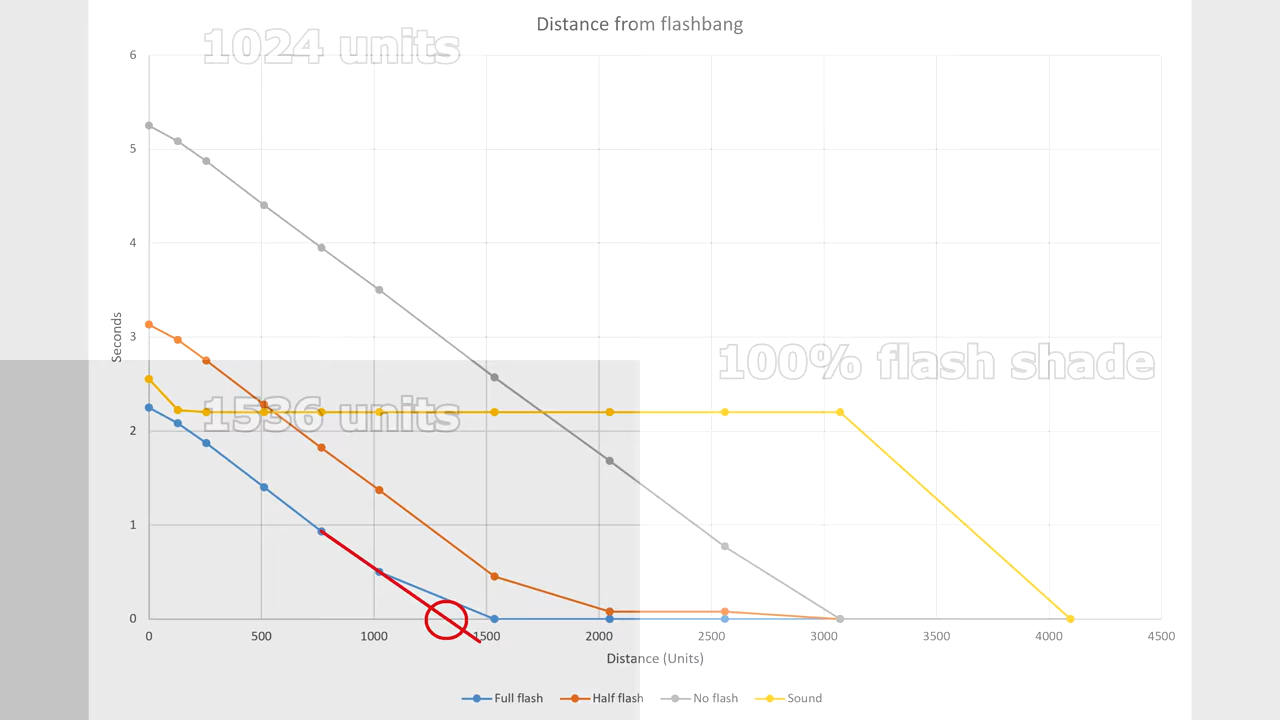 Distance from flashbang
1024 units
6
5
4
3
2
1
0
Seconds
100% flash shade
1536 units
0 500 1000 1500 2000 2500 3000 3500 4000 4500
Distance (Units)
Full flash Half flash No flash Sound